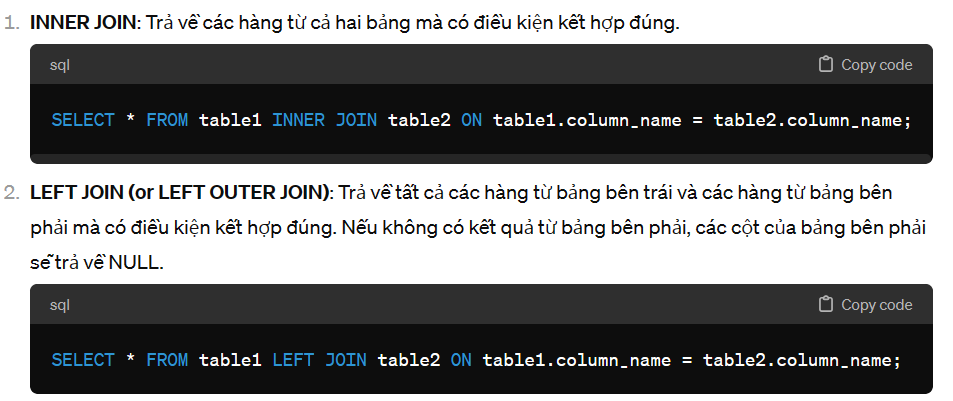 1. INNER JOIN: Trả về các hàng từ cả hai bảng mà có điều kiện kết hợp đúng.
sql Copy code
SELECT * FROM table1 INNER JOIN table2 ON table1.column_name = table2.column_name;
2. LEFT JOIN (or LEFT OUTER JOIN): Trả về tất cả các hàng từ bảng bên trái và các hàng từ bảng bên
phải mà có điều kiện kết hợp đúng. Nếu không có kết quả từ bảng bên phải, các cột của bảng bên phải
sẽ trả về NULL.
sql Copy code
SELECT * FROM table1 LEFT JOIN table2 ON table1.column_name = table2.column_name;